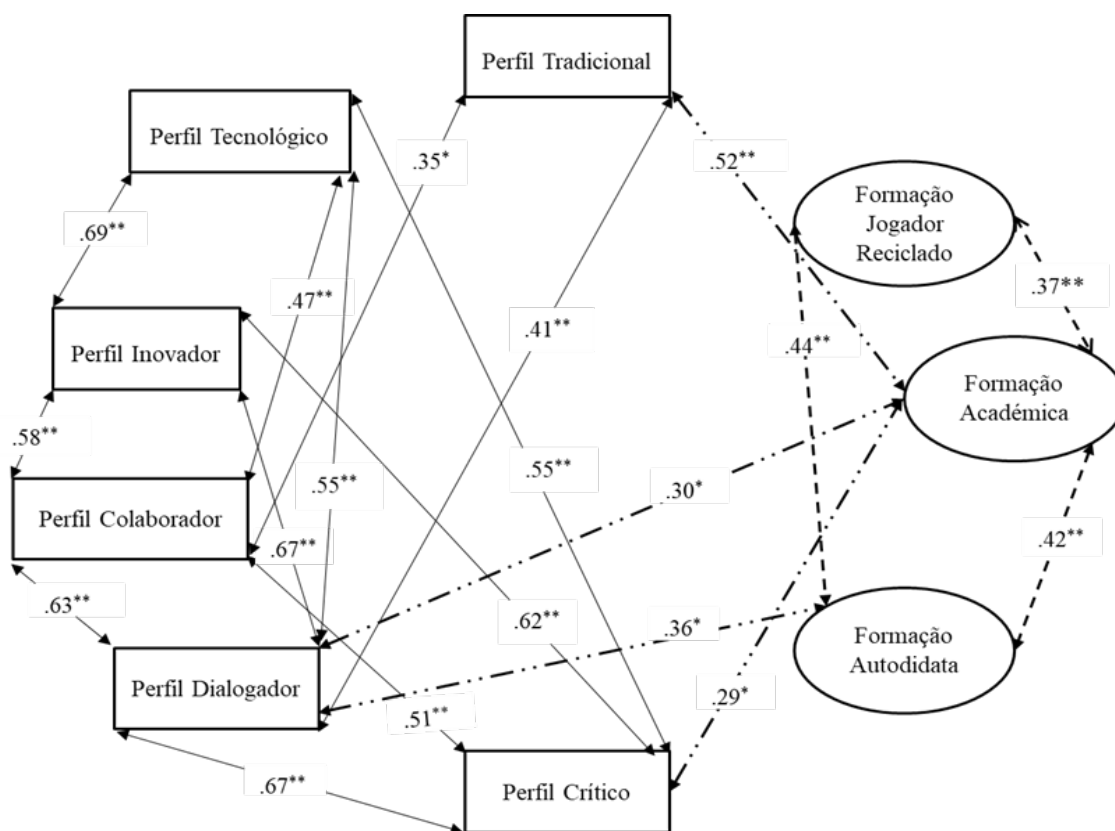 Perfil Tradicional
Perfil Tecnológico
.35*
.52**
Formação
Jogador
Reciclado
.69**
.47**
.37**
.41**
.44**
Perfil Inovador
Formação
Académica
.58**
.55**
.55**
.30*
Perfil Colaborador
.67**
.42**
.63**
.62**
.36*
Formação
Autodidata
Perfil Dialogador
.29*
.51**
.67**
Perfil Crítico